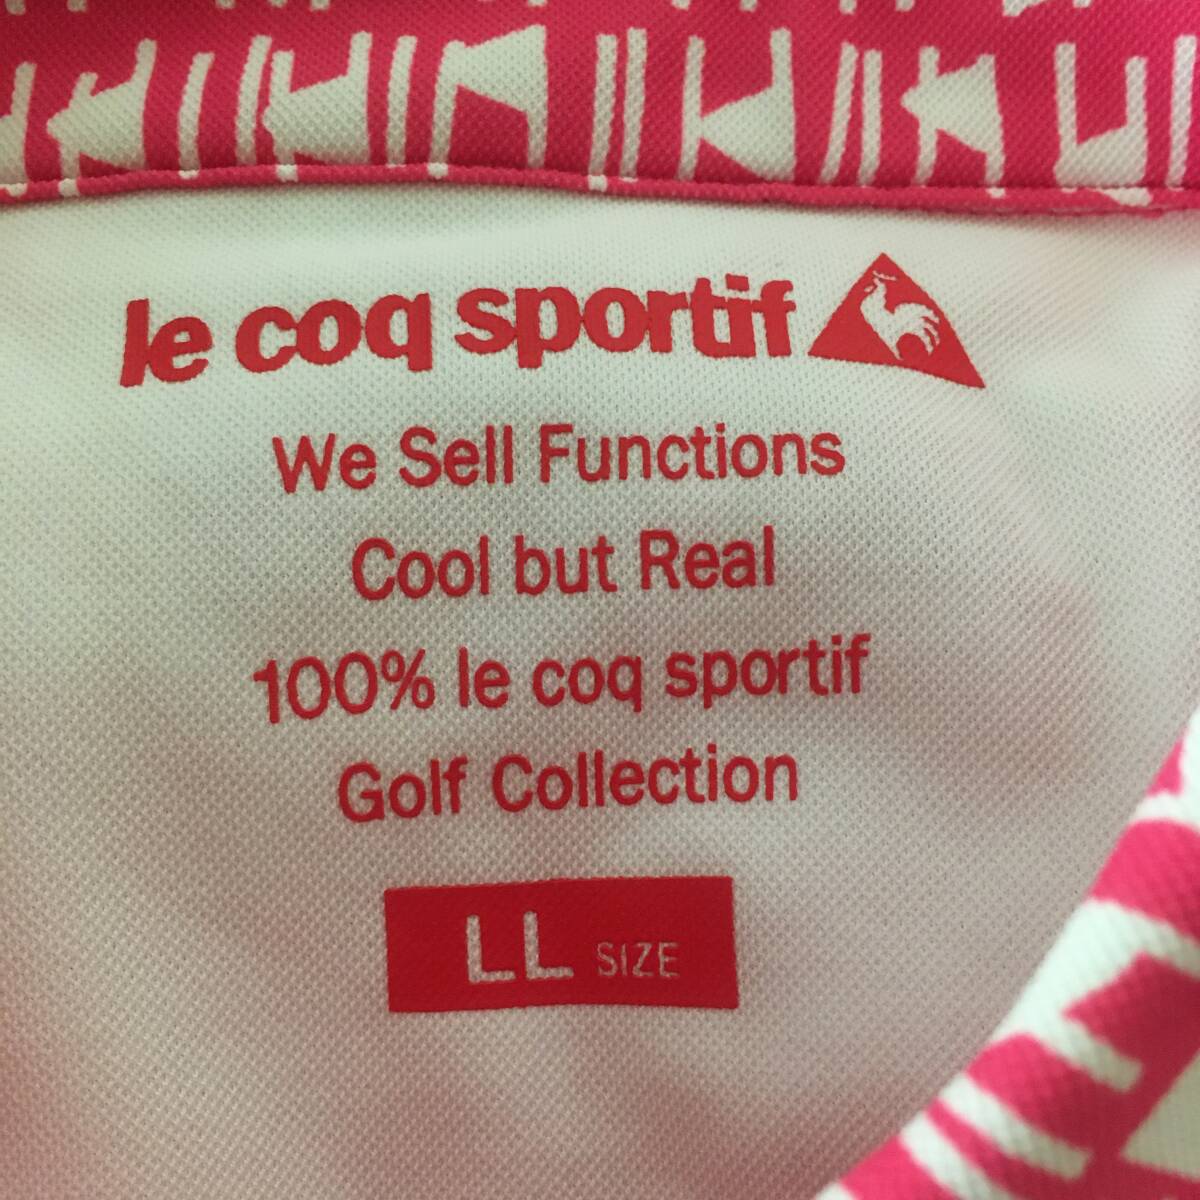 le coq sportif
We Sell Functions
Cool but Real
100% le coq sportif
Golf Collection
LL SIZE